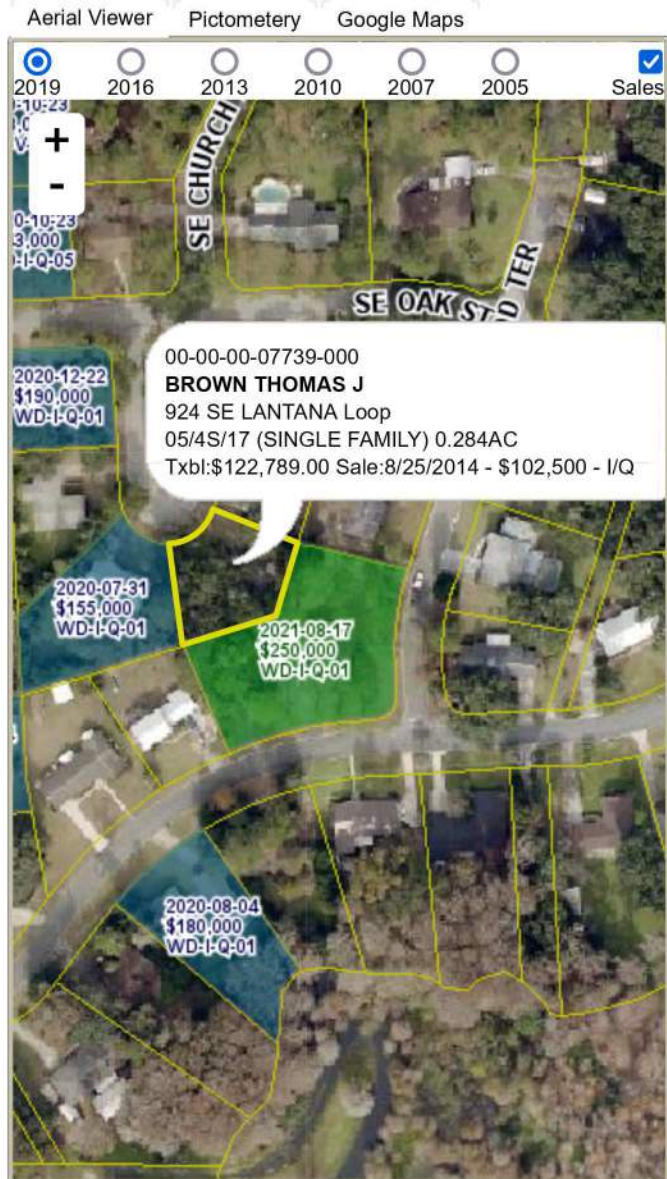 Aerial Viewer Pictometery Google Maps
2019 2016 2013 2010 2007 2005 Sales
+
-
SE CHURCH
3,000
SE OAK ST
TER
00-00-00-07739-000
BROWN THOMAS J
924 SE LANTANA Loop
05/4S/17 (SINGLE FAMILY) 0.284AC
Txbl:$122,789.00 Sale:8/25/2014 - $102,500 - I/Q
2020-12-22
$190,000
WD-I-Q-01
2020-07-31
$155,000
WD-I-Q-01
2021-08-17
$250,000
WD-I-Q-01
2020-08-04
$180,000
WD-I-Q-01